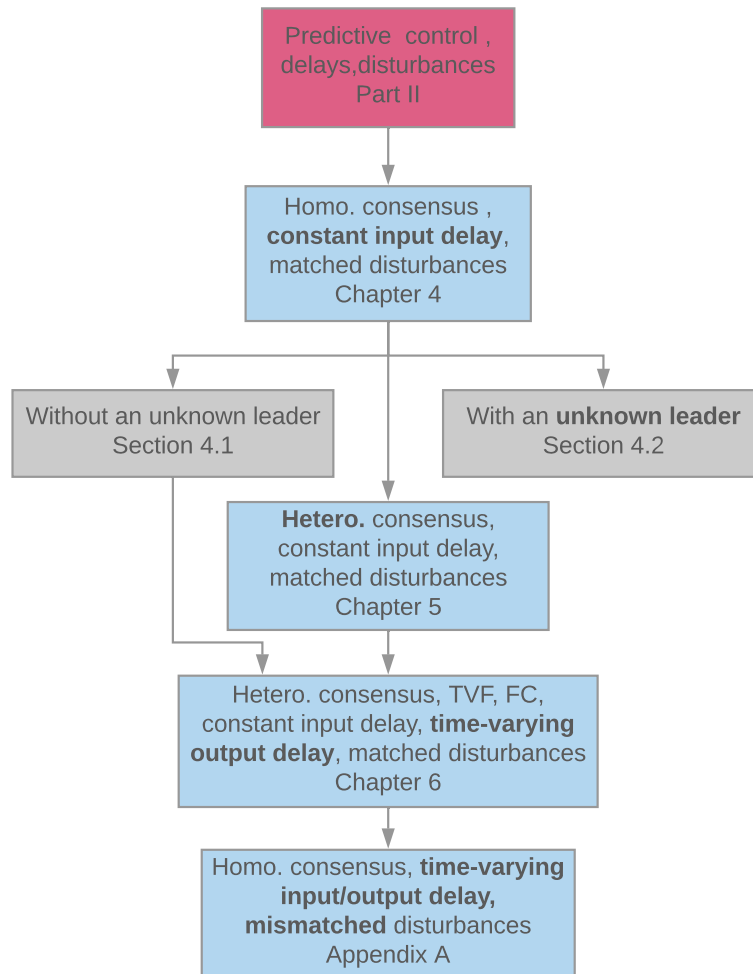 Predictive control ,
delays,disturbances
Part II
Homo. consensus ,
constant input delay,
matched disturbances
Chapter 4
Without an unknown leader
Section 4.1
With an unknown leader
Section 4.2
Hetero. consensus,
constant input delay,
matched disturbances
Chapter 5
Hetero. consensus, TVF, FC,
constant input delay, time-varying
output delay, matched disturbances
Chapter 6
Homo. consensus, time-varying
input/output delay,
mismatched disturbances
Appendix A